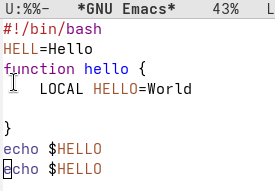 U:%%-  *GNU Emacs*  43%  L
#!/bin/bash
HELL=Hello
function hello {
    LOCAL HELLO=World

}
echo $HELLO
echo $HELLO